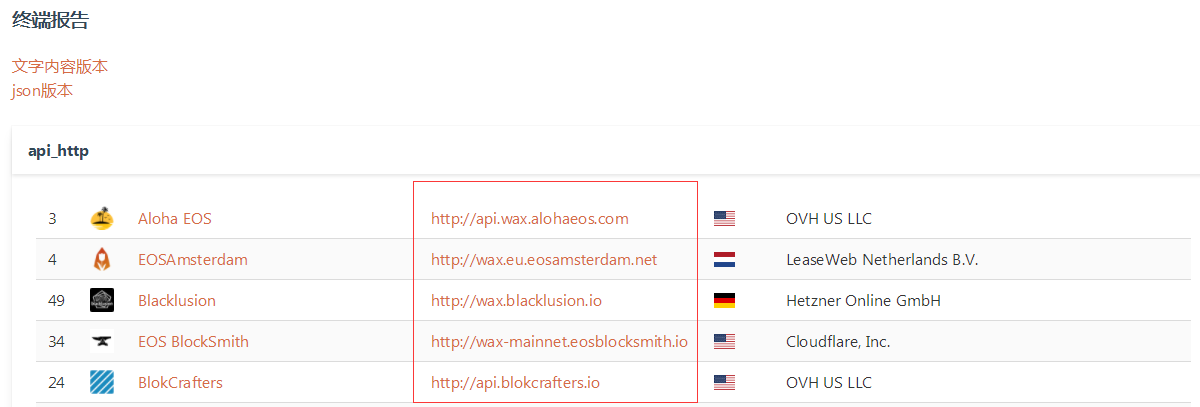 终端报告
文字内容版本
json版本
api_http
3 Aloha EOS http://api.wax.alohaeos.com OVH US LLC
4 EOSAmsterdam http://wax.eu.eosamsterdam.net LeaseWeb Netherlands B.V.
49 Blacklusion http://wax.blacklusion.io Hetzner Online GmbH
34 EOS BlockSmith http://wax-mainnet.eosblocksmith.io Cloudflare, Inc.
24 BlokCrafters http://api.blokcrafters.io OVH US LLC